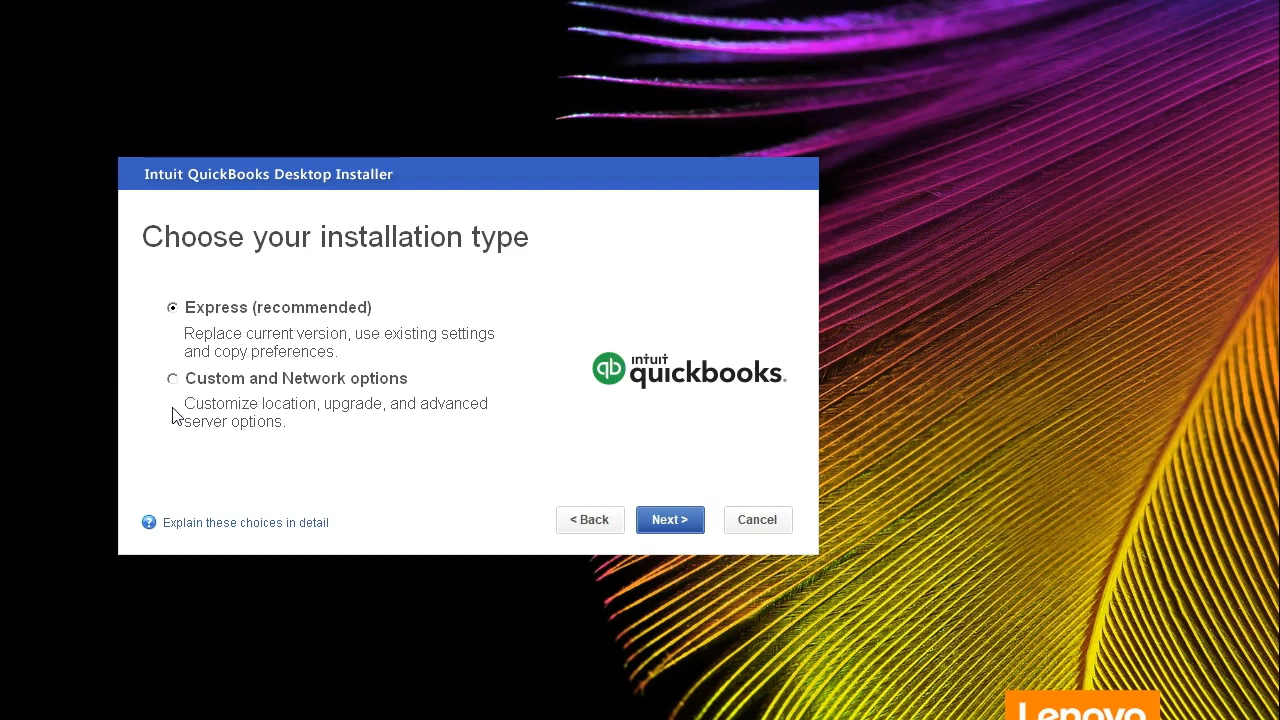 Intuit QuickBooks Desktop Installer
Choose your installation type
Express (recommended)
Replace current version, use existing settings
and copy preferences.
Custom and Network options
Customize location, upgrade, and advanced
server options.
intuit
quickbooks.
Explain these choices in detail
< Back
Next >
Cancel
Lenovo